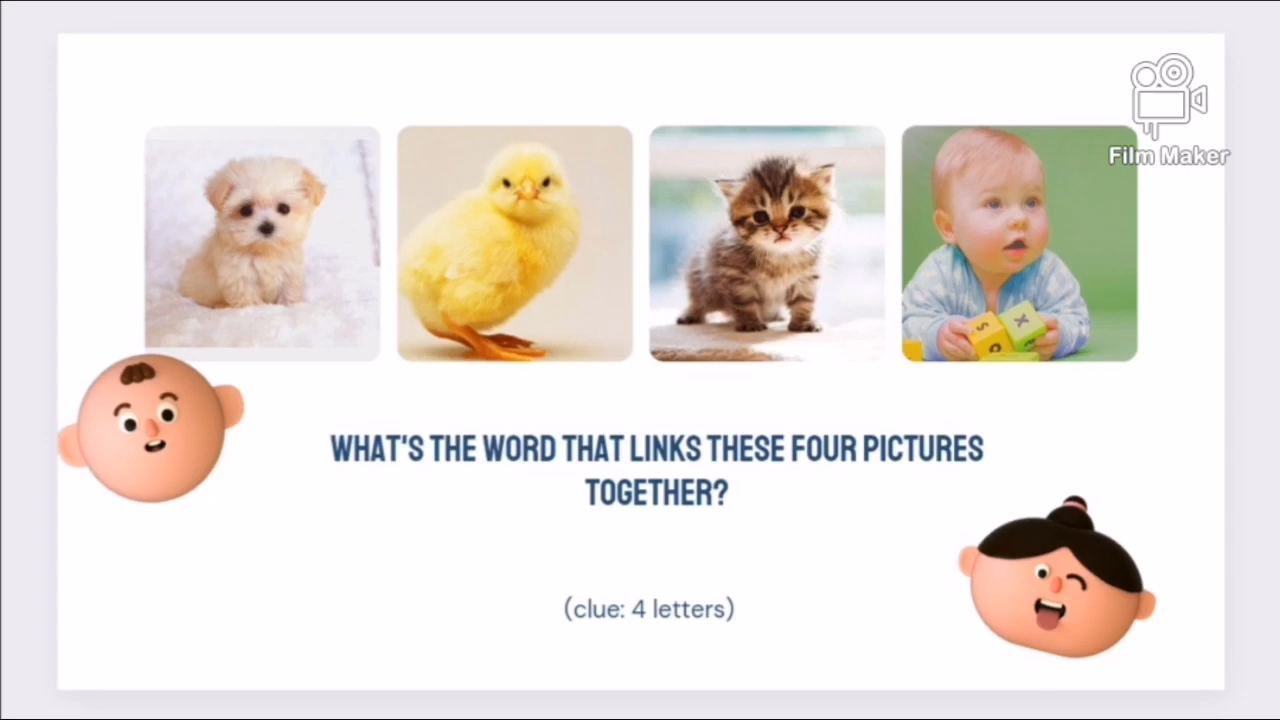 Film Maker
WHAT'S THE WORD THAT LINKS THESE FOUR PICTURES
TOGETHER?
(clue: 4 letters)